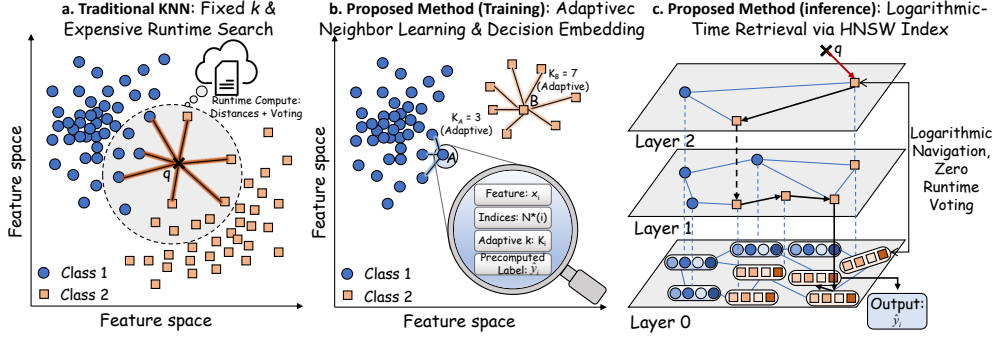 a. Traditional KNN: Fixed k &
Expensive Runtime Search
Runtime Compute:
Distances + Voting
q
Feature space
Class 1
Class 2
Feature space
b. Proposed Method (Training): Adaptivec
Neighbor Learning & Decision Embedding
K_B = 7
(Adaptive)
B
K_A = 3
(Adaptive)
A
Feature: x_i
Indices: N*(i)
Adaptive k: K_i
Precomputed
Label: ŷ_i
Feature space
Class 1
Class 2
Feature space
c. Proposed Method (inference): Logarithmic-
Time Retrieval via HNSW Index
q
Layer 2
Layer 1
Layer 0
Logarithmic
Navigation,
Zero
Runtime
Voting
Output:
ŷ_i